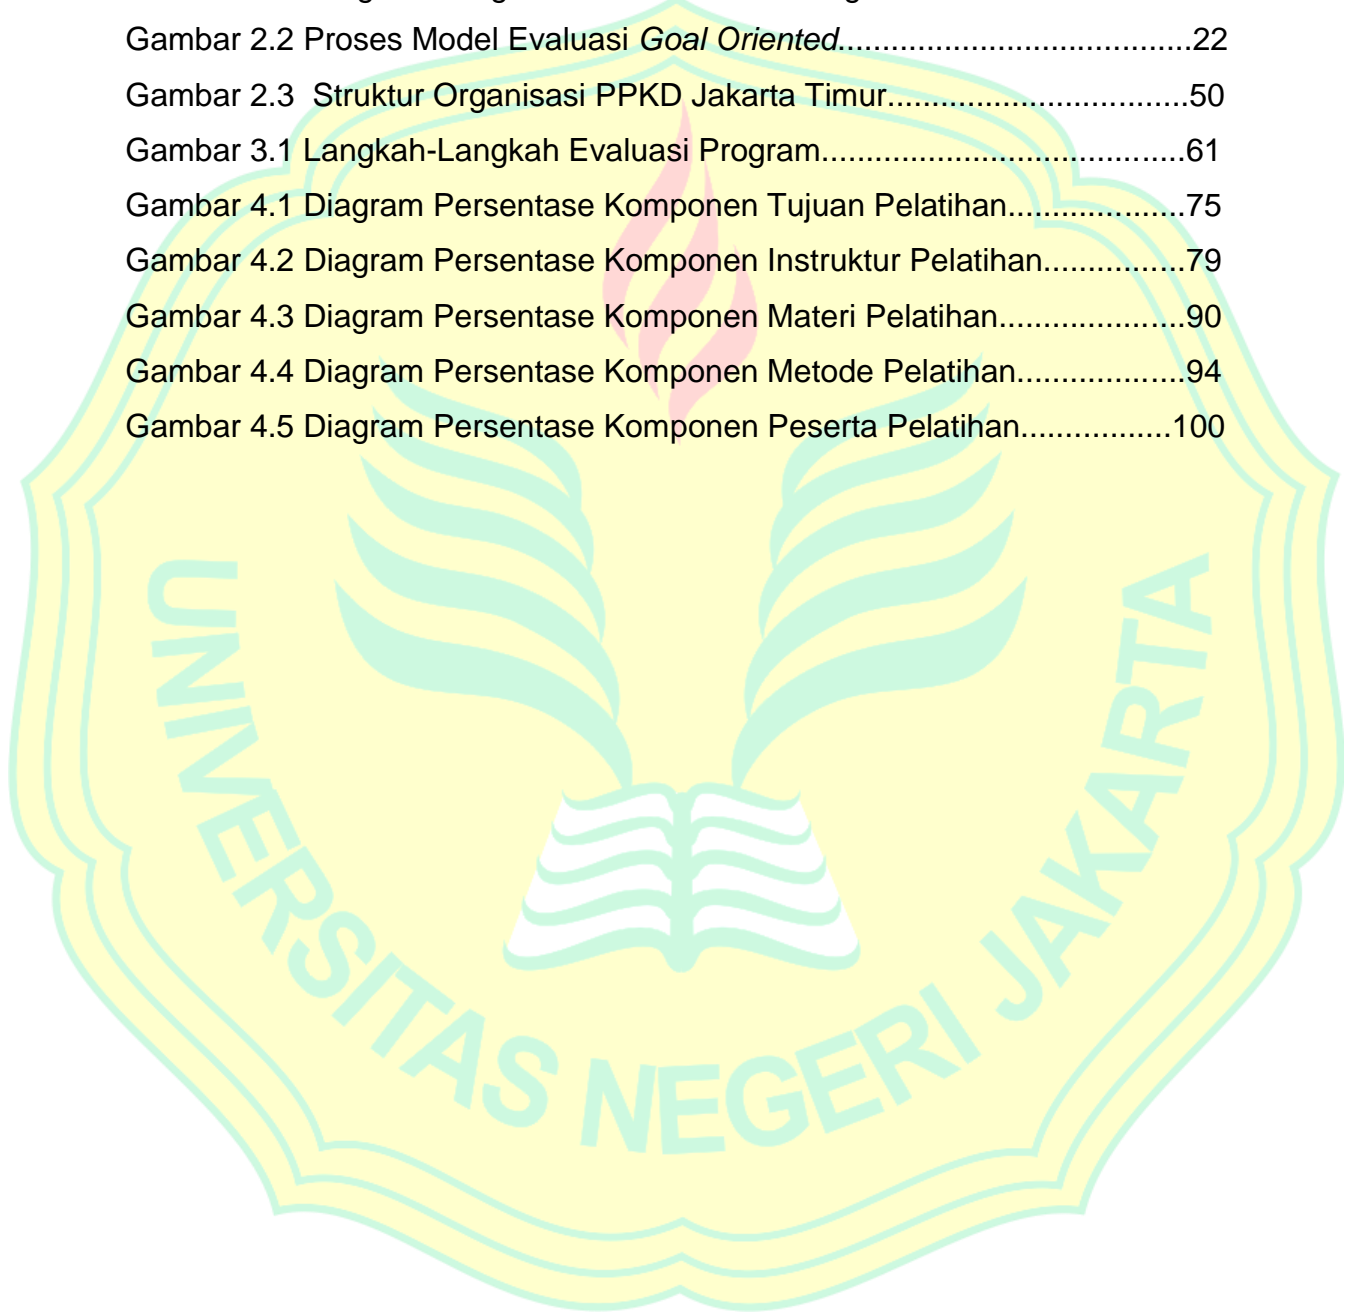 Gambar 2.2 Proses Model Evaluasi Goal Oriented........................................22
Gambar 2.3  Struktur Organisasi PPKD Jakarta Timur..................................50
Gambar 3.1 Langkah-Langkah Evaluasi Program.........................................61
Gambar 4.1 Diagram Persentase Komponen Tujuan Pelatihan....................75
Gambar 4.2 Diagram Persentase Komponen Instruktur Pelatihan................79
Gambar 4.3 Diagram Persentase Komponen Materi Pelatihan.....................90
Gambar 4.4 Diagram Persentase Komponen Metode Pelatihan...................94
Gambar 4.5 Diagram Persentase Komponen Peserta Pelatihan.................100
UNIVERSITAS NEGERI JAKARTA